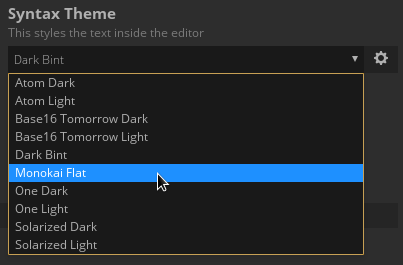 Syntax Theme
This styles the text inside the editor
Dark Bint
Atom Dark
Atom Light
Base16 Tomorrow Dark
Base16 Tomorrow Light
Dark Bint
Monokai Flat
One Dark
One Light
Solarized Dark
Solarized Light